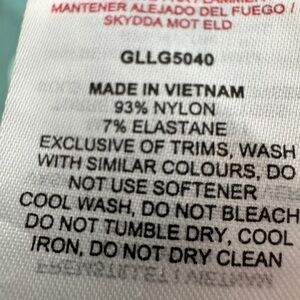 MANTENER ALEJADO DEL FUEGO /
SKYDDA MOT ELD
GLLG5040
MADE IN VIETNAM
93% NYLON
7% ELASTANE
EXCLUSIVE OF TRIMS, WASH
WITH SIMILAR COLOURS, DO
NOT USE SOFTENER
COOL WASH, DO NOT BLEACH
DO NOT TUMBLE DRY, COOL
IRON, DO NOT DRY CLEAN